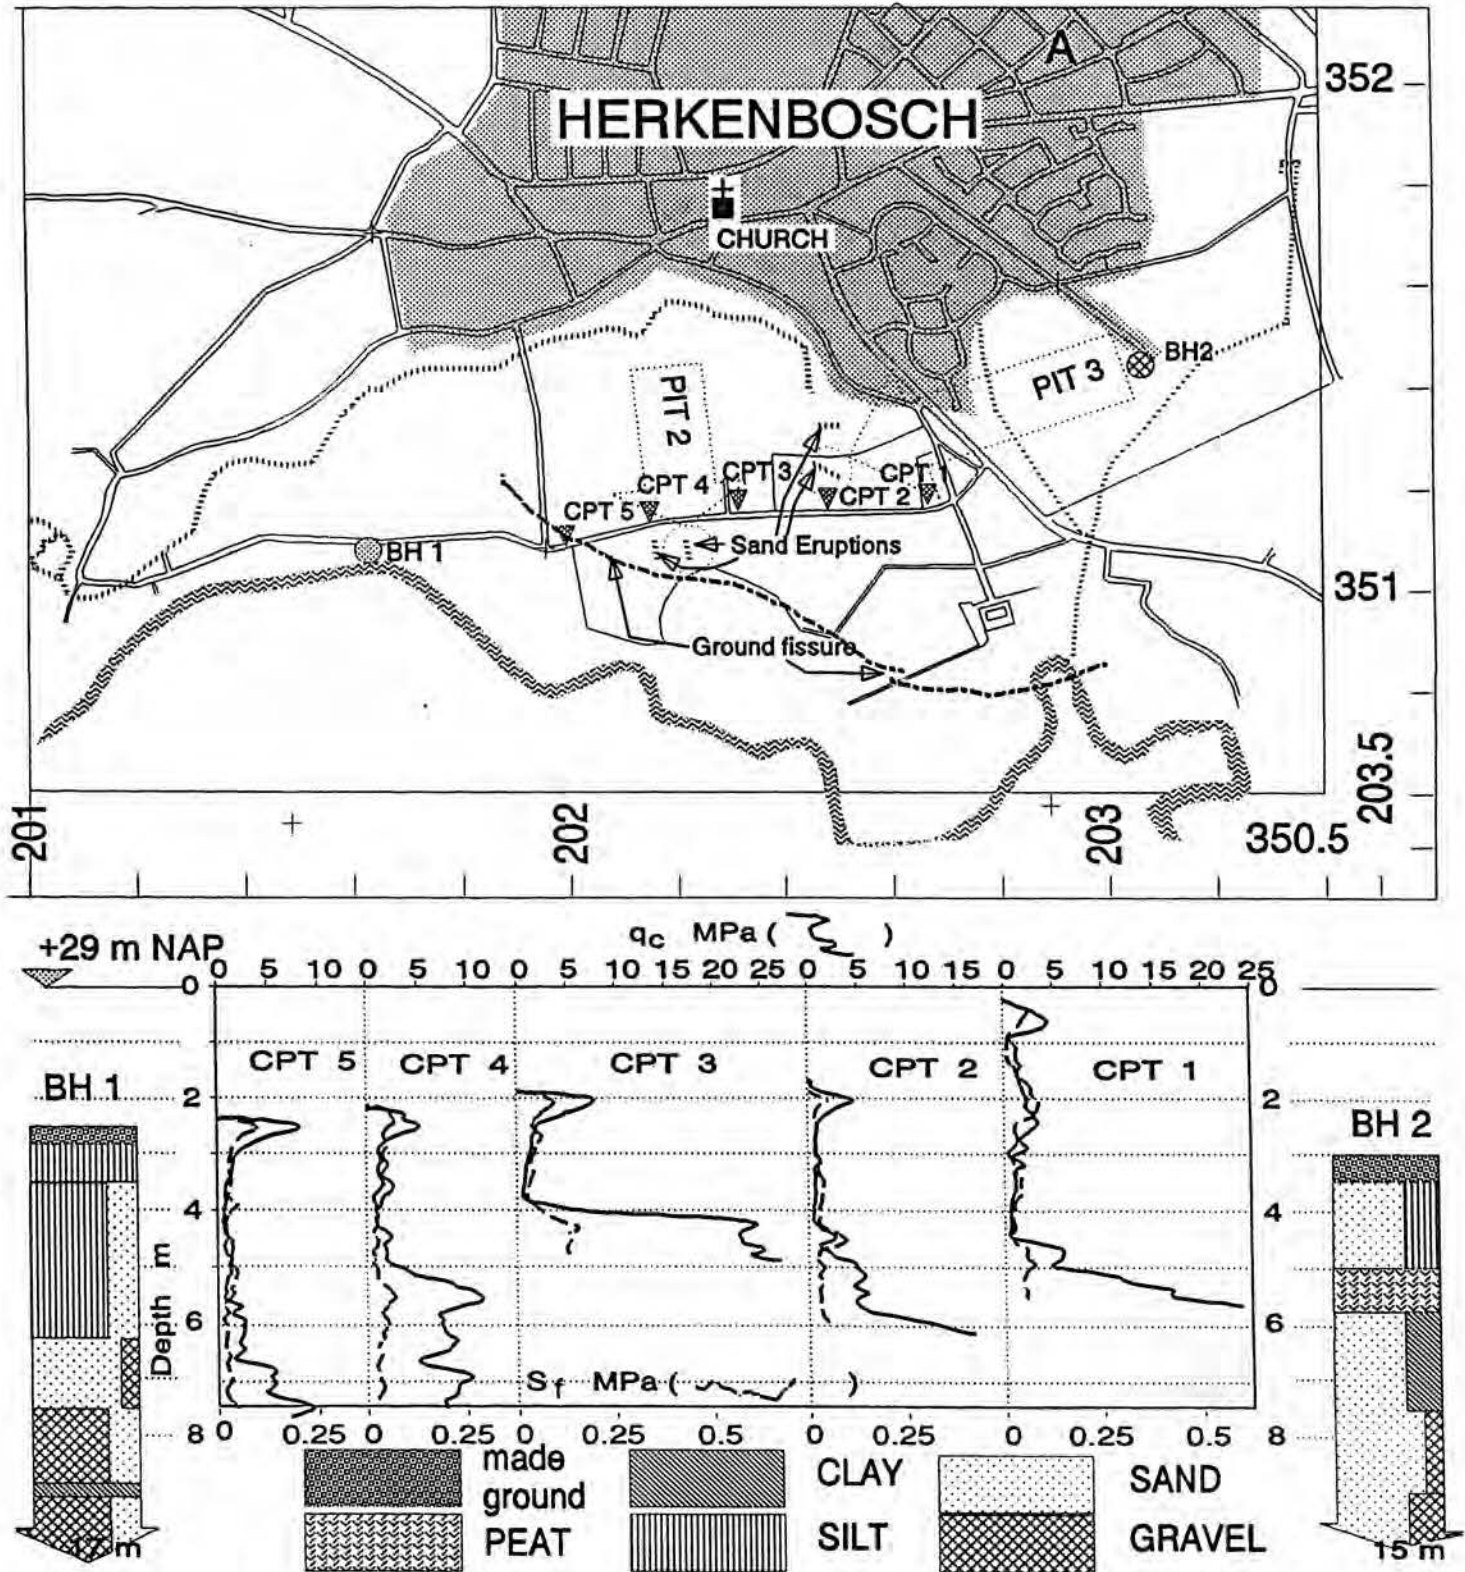 A
352
HERKENBOSCH
CHURCH
BH2
PIT 3
PIT 2
CPT 3
CPT 1
CPT 4
CPT 2
CPT 5
BH 1
Sand Eruptions
351
Ground fissure
203.5
201
202
203
350.5
+29 m NAP
qc MPa ( )
0 5 10 0 5 10 0 5 10 15 20 25 0 5 10 15 0 5 10 15 20 25
0
0
CPT 5
CPT 4
CPT 3
CPT 2
CPT 1
BH 1
2
2
BH 2
4
4
Depth m
6
6
Sf MPa ( )
8
8
0 0.25 0 0.25 0 0.25 0.5 0 0.25 0 0.25 0.5
made
ground
CLAY
SAND
PEAT
SILT
GRAVEL
17 m
15 m